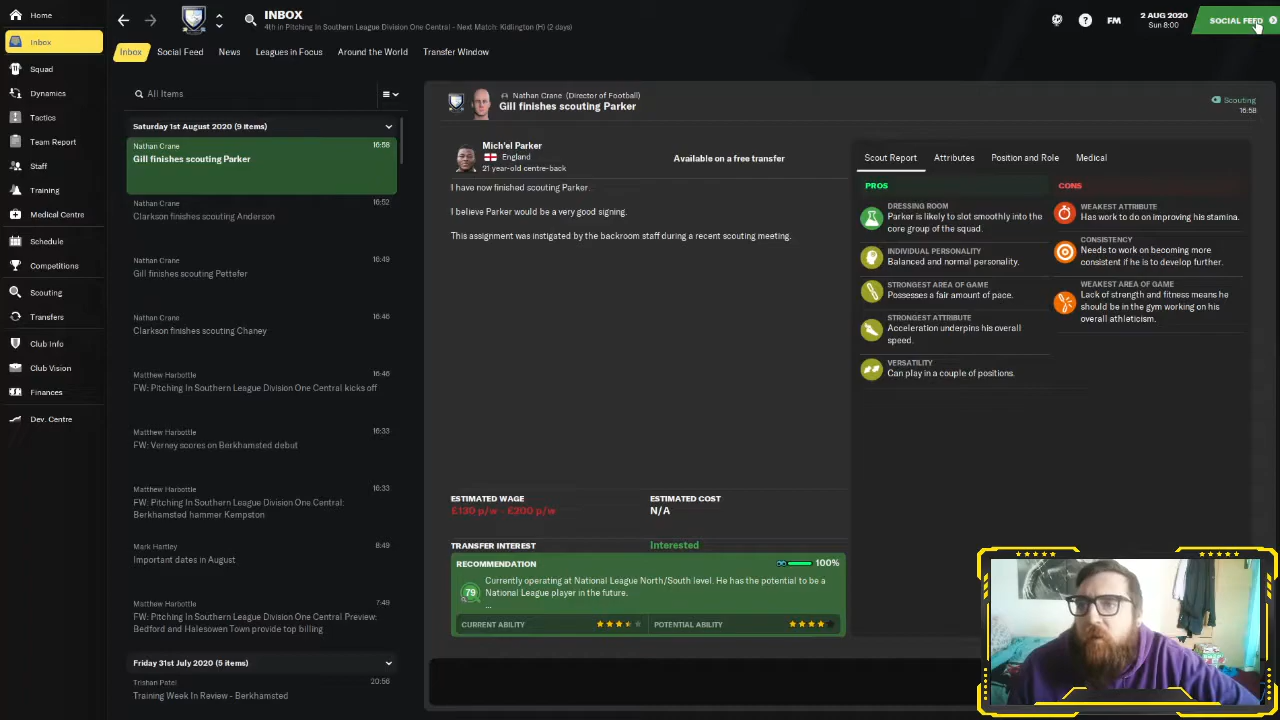 Home
Inbox
Squad
Dynamics
Tactics
Team Report
Staff
Training
Medical Centre
Schedule
Competitions
Scouting
Transfers
Club Info
Club Vision
Finances
Dev. Centre
INBOX
4th in Pitching In Southern League Division One Central - Next Match: Kidlington (H) (2 days)
FM
2 AUG 2020
Sun 8:00
SOCIAL FEED
Inbox
Social Feed
News
Leagues in Focus
Around the World
Transfer Window
All Items
Saturday 1st August 2020 (9 items)
Nathan Crane 16:58
Gill finishes scouting Parker
Nathan Crane 16:52
Clarkson finishes scouting Anderson
Nathan Crane 16:49
Gill finishes scouting Pettefer
Nathan Crane 16:46
Clarkson finishes scouting Chaney
Matthew Harbottle 16:46
FW: Pitching In Southern League Division One Central kicks off
Matthew Harbottle 16:33
FW: Verney scores on Berkhamsted debut
Matthew Harbottle 16:33
FW: Pitching In Southern League Division One Central:
Berkhamsted hammer Kempston
Mark Hartley 8:49
Important dates in August
Matthew Harbottle 7:49
FW: Pitching In Southern League Division One Central Preview:
Bedford and Halesowen Town provide top billing
Friday 31st July 2020 (5 items)
Trishan Patel 20:56
Training Week In Review - Berkhamsted
Nathan Crane (Director of Football)
Gill finishes scouting Parker
Scouting
16:58
Mich'el Parker
England
21 year-old centre-back
Available on a free transfer
I have now finished scouting Parker.
I believe Parker would be a very good signing.
This assignment was instigated by the backroom staff during a recent scouting meeting.
ESTIMATED WAGE
£130 p/w - £200 p/w
ESTIMATED COST
N/A
TRANSFER INTEREST
Interested
RECOMMENDATION
100%
79
Currently operating at National League North/South level. He has the potential to be a
National League player in the future.
...
CURRENT ABILITY
POTENTIAL ABILITY
Scout Report
Attributes
Position and Role
Medical
PROS
DRESSING ROOM
Parker is likely to slot smoothly into the
core group of the squad.
INDIVIDUAL PERSONALITY
Balanced and normal personality.
STRONGEST AREA OF GAME
Possesses a fair amount of pace.
STRONGEST ATTRIBUTE
Acceleration underpins his overall
speed.
VERSATILITY
Can play in a couple of positions.
CONS
WEAKEST ATTRIBUTE
Has work to do on improving his stamina.
CONSISTENCY
Needs to work on becoming more
consistent if he is to develop further.
WEAKEST AREA OF GAME
Lack of strength and fitness means he
should be in the gym working on his
overall athleticism.